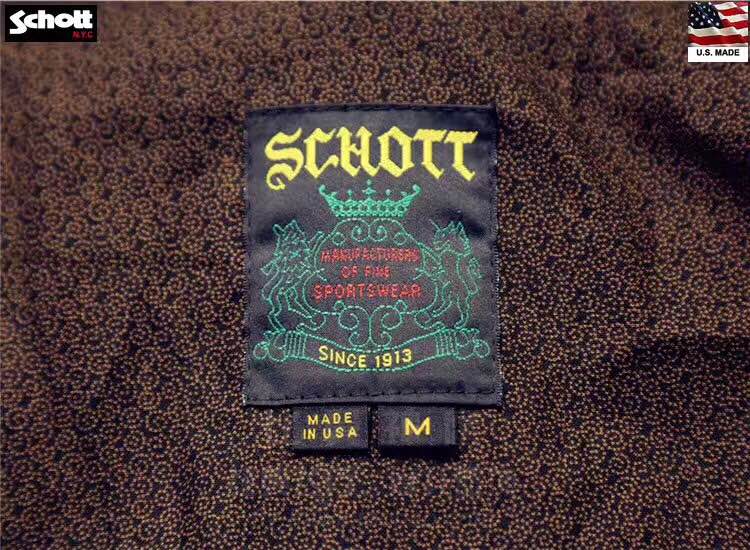 Schott
N.Y.C
U.S. MADE
SCHOTT
MANUFACTURERS
OF FINE
SPORTSWEAR
SINCE 1913
MADE
IN USA
M